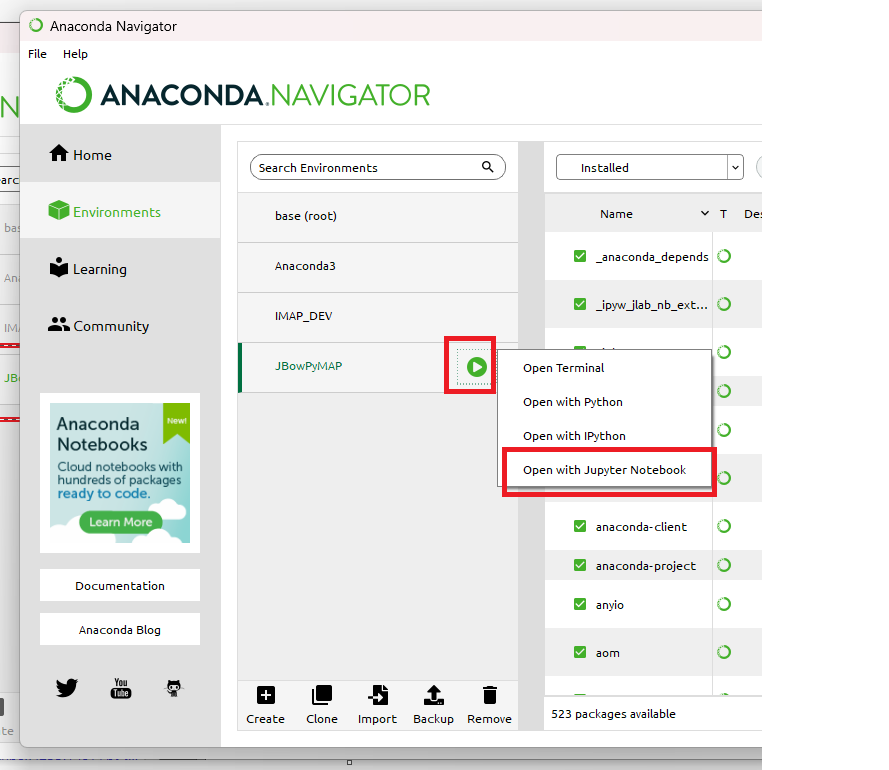 Anaconda Navigator
File Help
ANACONDA.NAVIGATOR
Home
Environments
Learning
Community
Anaconda
Notebooks
New!
Cloud notebooks with
hundreds of packages
ready to code.
Learn More
Documentation
Anaconda Blog
You
Tube
Search Environments
base (root)
Anaconda3
IMAP_DEV
JBowPyMAP
Open Terminal
Open with Python
Open with IPython
Open with Jupyter Notebook
Create Clone Import Backup Remove
Installed
Name T Des
_anaconda_depends
_ipyw_jlab_nb_ext...
anaconda-client
anaconda-project
anyio
aom
523 packages available